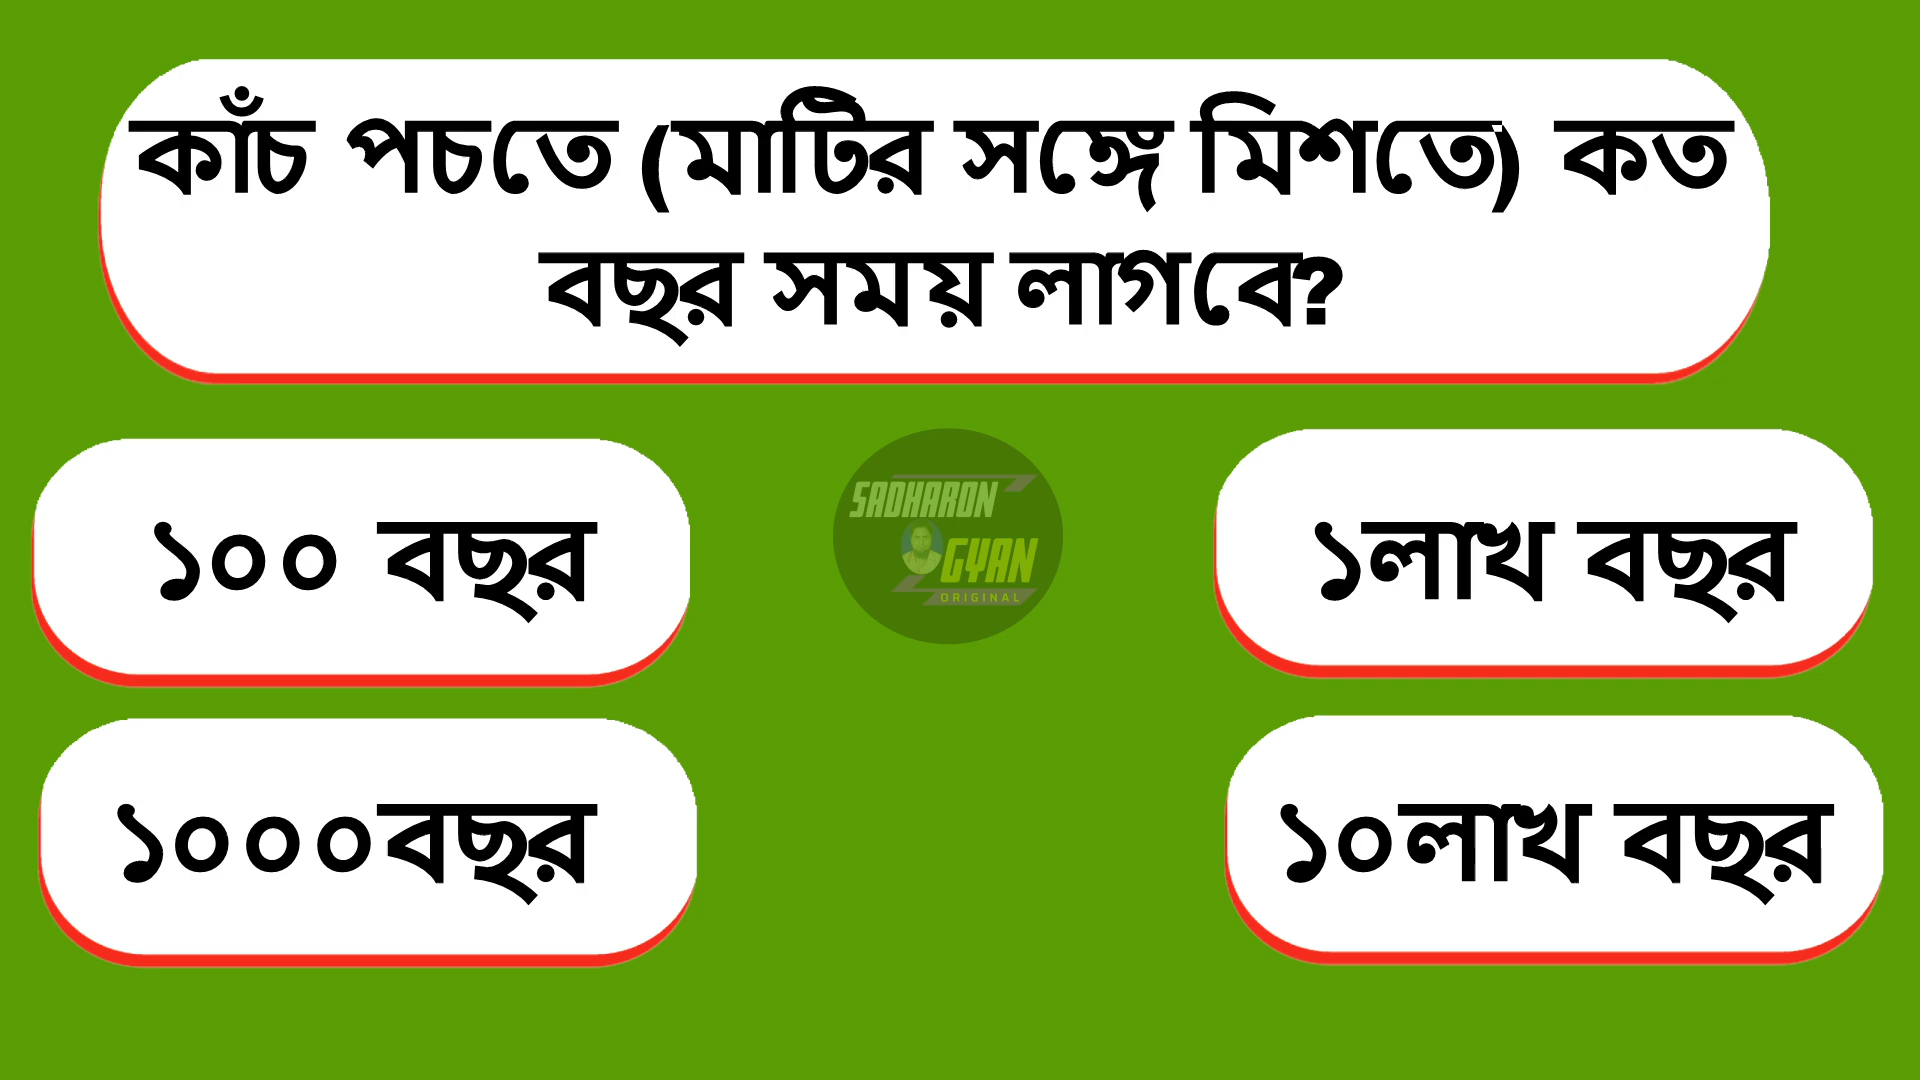 কাঁচ পচতে (মাটির সঙ্গে মিশতে) কত
বছর সময় লাগবে?
১০০ বছর
১লাখ বছর
SADHARON
GYAN
ORIGINAL
১০০০বছর
১০লাখ বছর